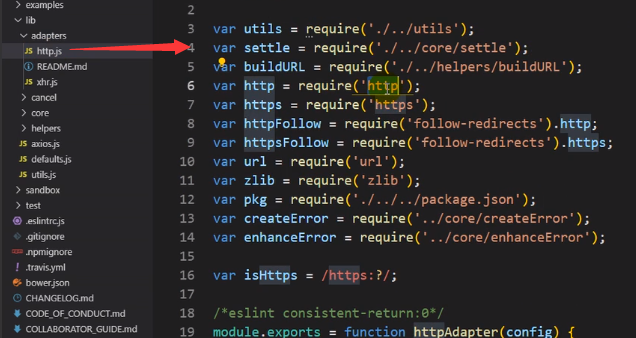 examples
lib
adapters
JS http.js
README.md
JS xhr.js
cancel
core
helpers
JS axios.js
JS defaults.js
JS utils.js
sandbox
test
.eslintrc.js
.gitignore
.npmignore
.travis.yml
bower.json
CHANGELOG.md
CODE_OF_CONDUCT.md
COLLABORATOR_GUIDE.md
2
3 var utils = require('./../utils');
4 var settle = require('./../core/settle');
5 var buildURL = require('./../helpers/buildURL');
6 var http = require('http');
7 var https = require('https');
8 var httpFollow = require('follow-redirects').http;
9 var httpsFollow = require('follow-redirects').https;
10 var url = require('url');
11 var zlib = require('zlib');
12 var pkg = require('./../../package.json');
13 var createError = require('../core/createError');
14 var enhanceError = require('../core/enhanceError');
15
16 var isHttps = /https:?/;
17
18 /*eslint consistent-return:0*/
19 module.exports = function httpAdapter(config) {